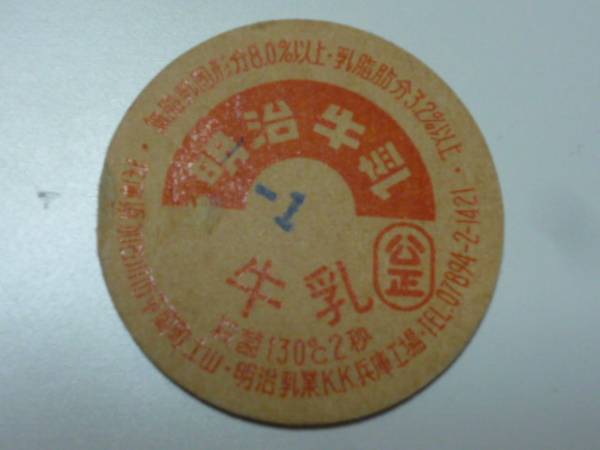 無脂乳固形分8.0%以上・乳脂肪分3.2%以上・
明治牛乳
-1
牛乳
公正
殺菌130℃2秒
明治乳業K.K兵庫工場・TEL.07894-2-1421